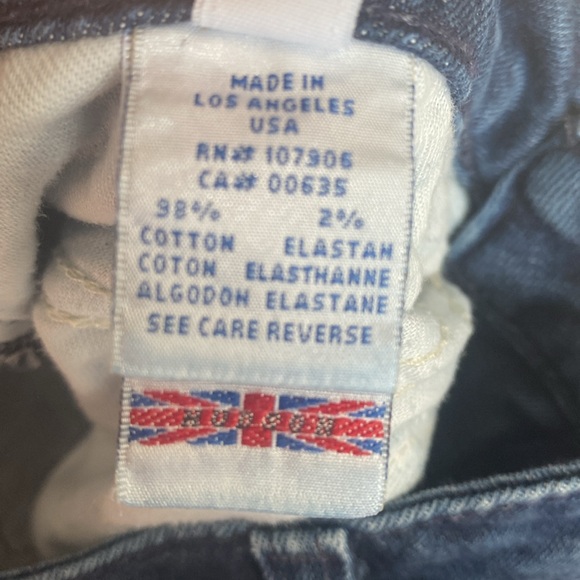 MADE IN
LOS ANGELES
USA
RN# 107306
CA# 00635
98% 2%
COTTON ELASTAN
COTON ELASTHANNE
ALGODON ELASTANE
SEE CARE REVERSE
HUDSON